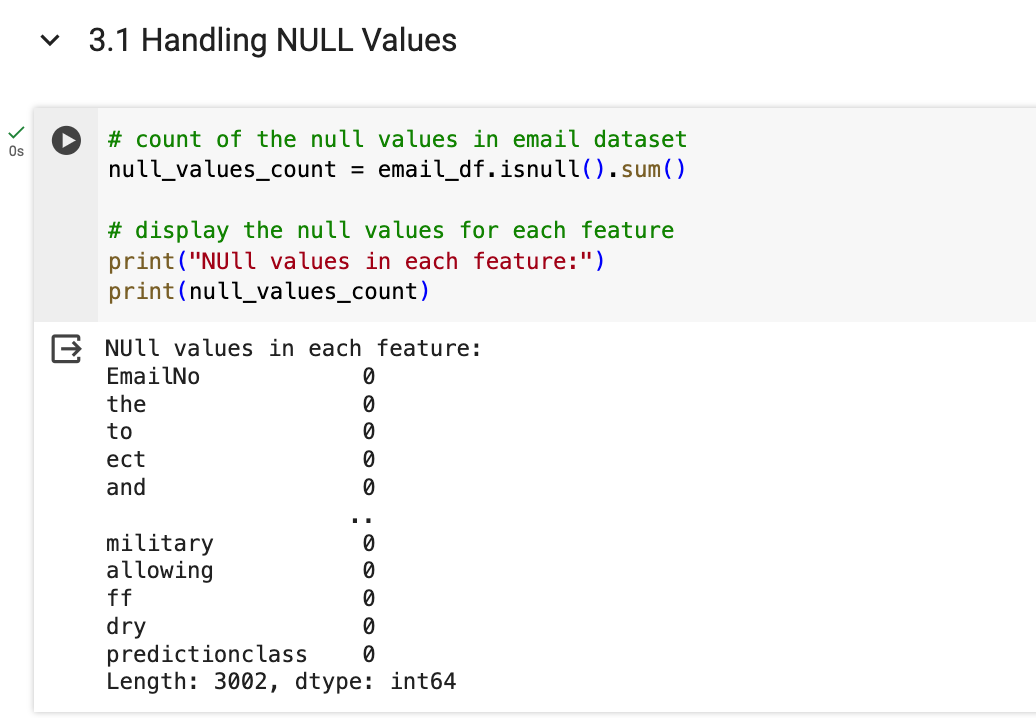 3.1 Handling NULL Values
0s
# count of the null values in email dataset
null_values_count = email_df.isnull().sum()
# display the null values for each feature
print("NUll values in each feature:")
print(null_values_count)
NUll values in each feature:
EmailNo 0
the 0
to 0
ect 0
and 0
..
military 0
allowing 0
ff 0
dry 0
predictionclass 0
Length: 3002, dtype: int64